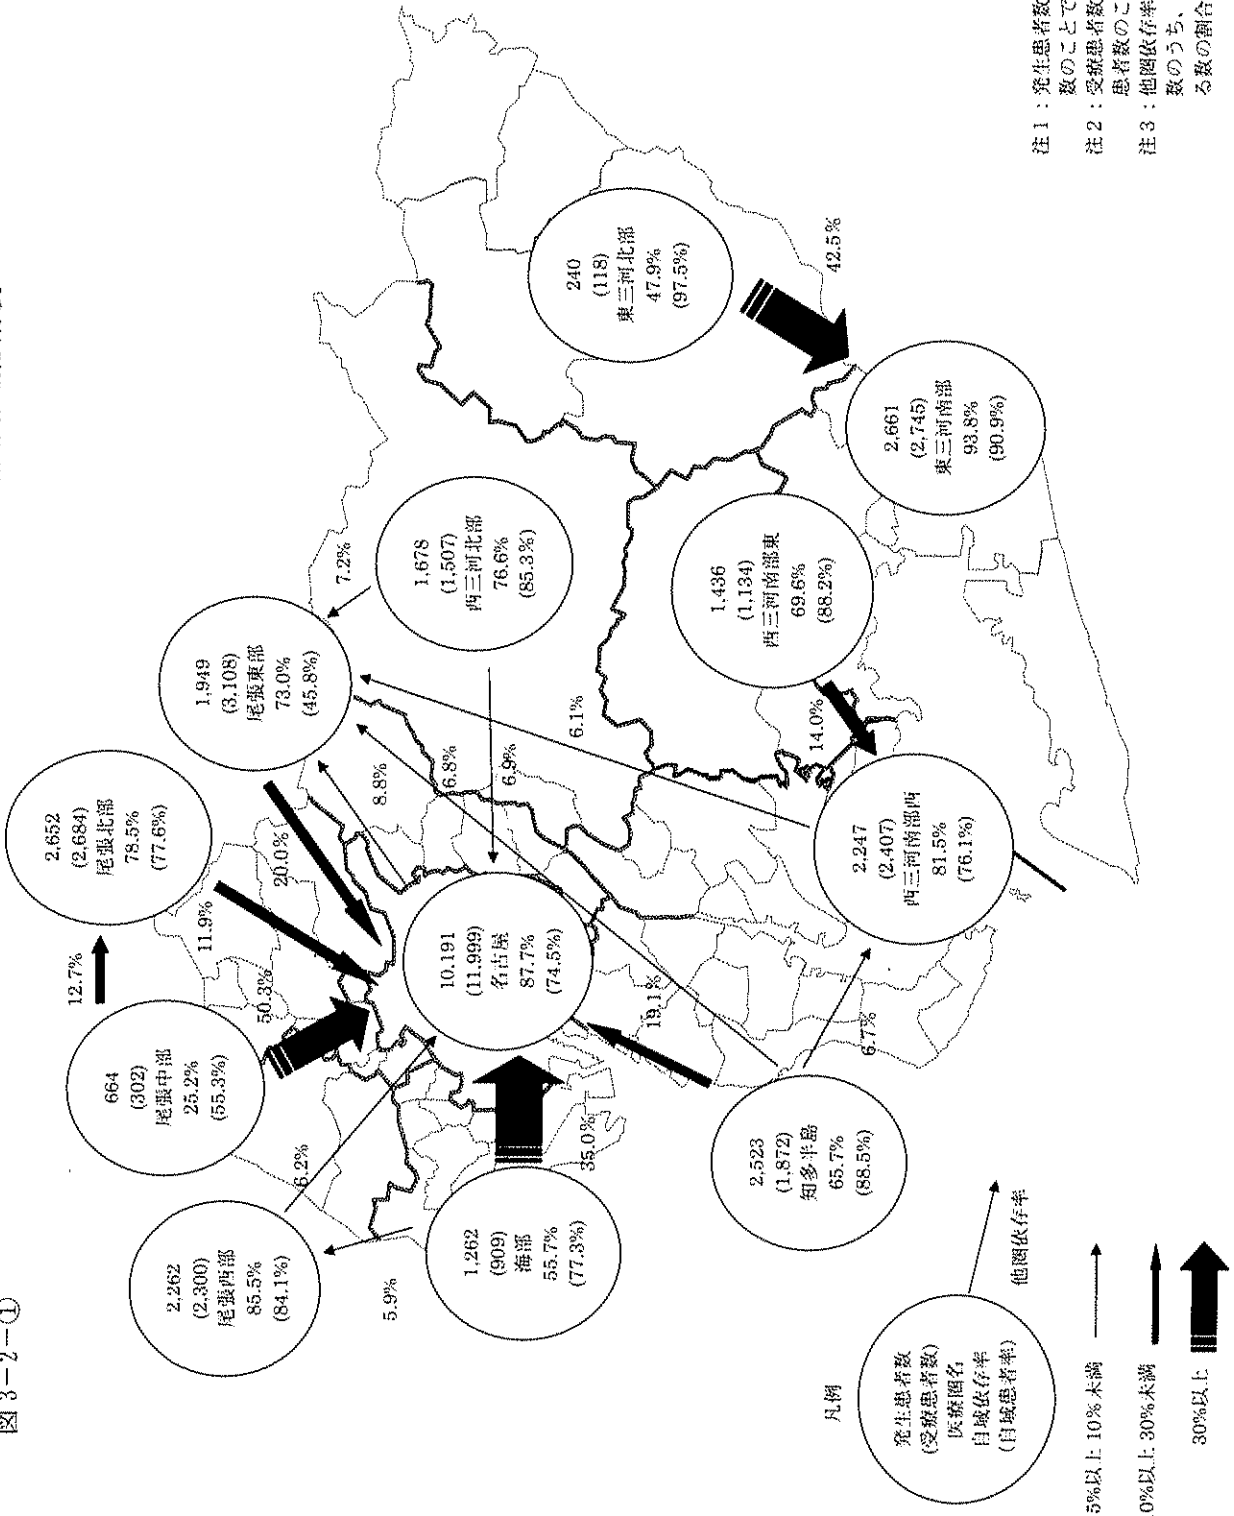 図3-2-①
2,652
(2,684)
尾張北部
78.5%
(77.6%)
12.7%
664
(302)
尾張中部
25.2%
(55.3%)
11.9%
50.3%
20.0%
1,949
(3,108)
尾張東部
73.0%
(45.8%)
7.2%
2,262
(2,300)
尾張西部
85.5%
(84.1%)
6.2%
5.9%
1,262
(909)
海部
55.7%
(77.3%)
35.0%
10,191
(11,999)
名古屋
87.7%
(74.5%)
8.8%
6.8%
6.9%
6.1%
1,678
(1,507)
西三河北部
76.6%
(85.3%)
240
(118)
東三河北部
47.9%
(97.5%)
42.5%
2,661
(2,745)
東三河南部
93.8%
(90.9%)
1,436
(1,134)
西三河南部東
69.6%
(88.2%)
14.0%
2,247
(2,407)
西三河南部西
81.5%
(76.1%)
19.1%
6.7%
2,523
(1,872)
知多半島
65.7%
(88.5%)
凡例
発生患者数
(受療患者数)
医療圏名
自域依存率
(自域患者率)
他圏依存率
5%以上10%未満
0%以上30%未満
30%以上
注1：発生患者数
数のことで
注2：受療患者数
患者数のこ
注3：他圏依存率
数のうち、
る数の割合